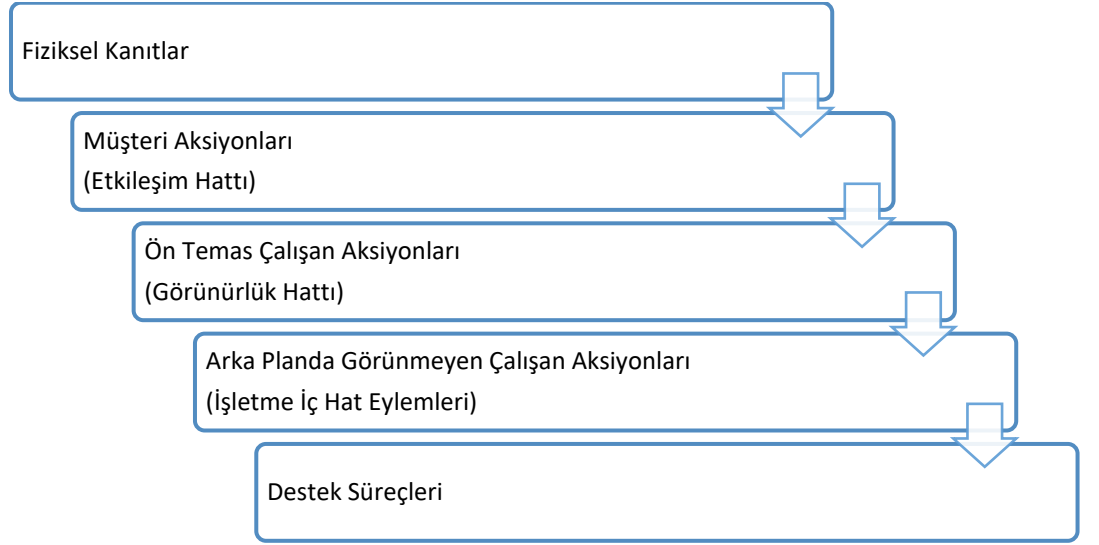 Fiziksel Kanıtlar
Müşteri Aksiyonları
(Etkileşim Hattı)
Ön Temas Çalışan Aksiyonları
(Görünürlük Hattı)
Arka Planda Görünmeyen Çalışan Aksiyonları
(İşletme İç Hat Eylemleri)
Destek Süreçleri